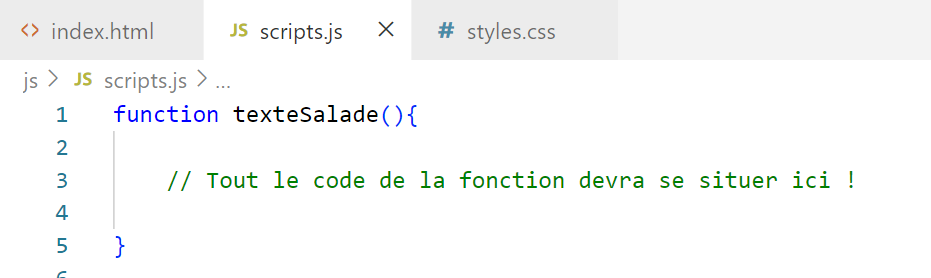 <> index.html JS scripts.js × # styles.css
js > JS scripts.js > ...
1 function texteSalade(){
2
3 // Tout le code de la fonction devra se situer ici !
4
5 }
6